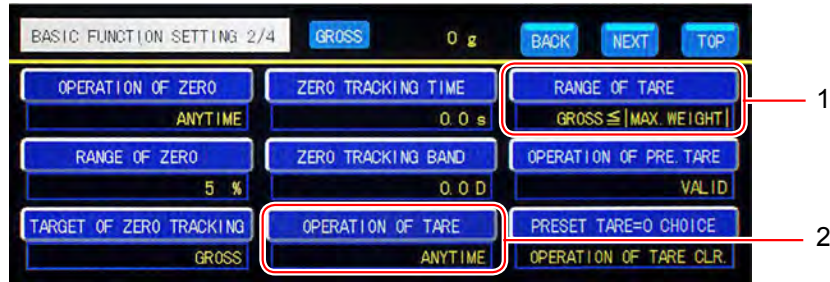 BASIC FUNCTION SETTING 2/4 GROSS 0 g BACK NEXT TOP
OPERATION OF ZERO ZERO TRACKING TIME RANGE OF TARE 1
ANYTIME 0.0 s GROSS≦|MAX. WEIGHT|
RANGE OF ZERO ZERO TRACKING BAND OPERATION OF PRE. TARE
5 % 0.0 D VALID
TARGET OF ZERO TRACKING OPERATION OF TARE PRESET TARE=0 CHOICE 2
GROSS ANYTIME OPERATION OF TARE CLR.